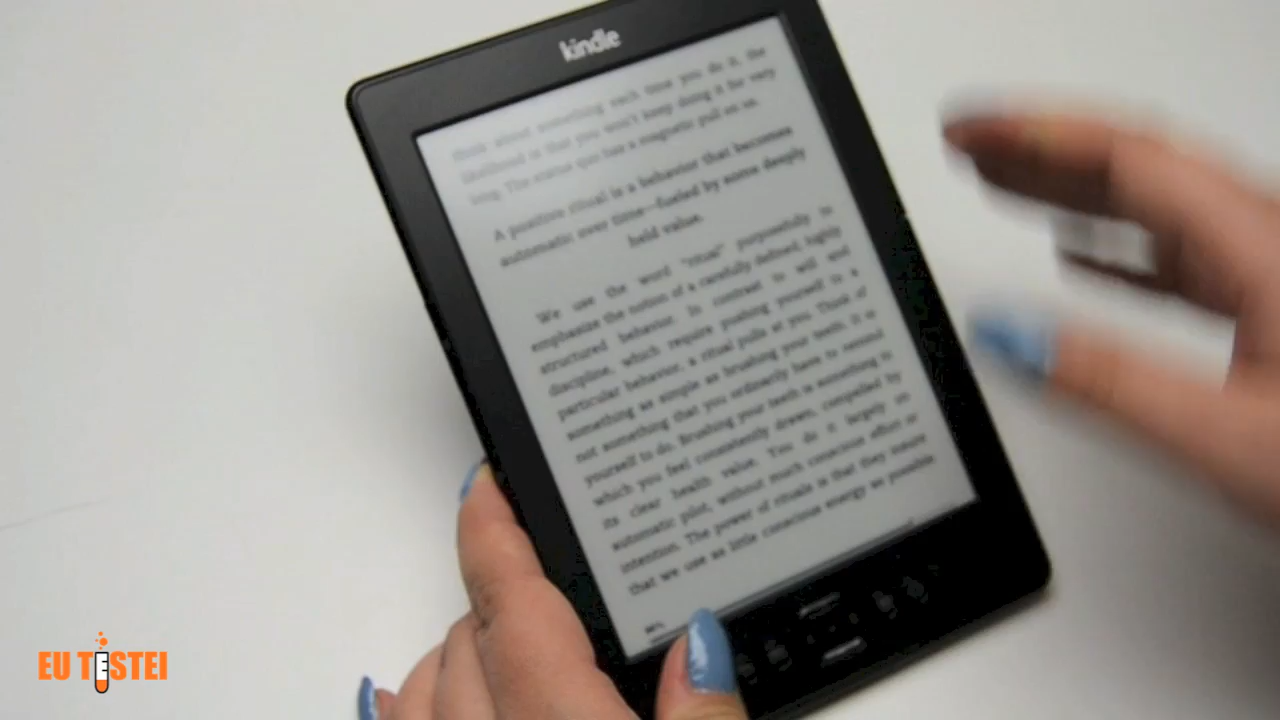 kindle
think about something each time you do it, the
likelihood is that you won't keep doing it for very
long. The status quo has a magnetic pull on us.
A positive ritual is a behavior that becomes
automatic over time—fueled by some deeply
held value.
We use the word "ritual" purposefully to
emphasize the notion of a carefully defined, highly
structured behavior. In contrast to will and
discipline, which require pushing yourself to a
particular behavior, a ritual pulls at you. Think of
something as simple as brushing your teeth. It is
not something that you ordinarily have to remind
yourself to do. Brushing your teeth is something to
which you feel consistently drawn, compelled by
its clear health value. You do it largely on
automatic pilot, without much conscious effort or
intention. The power of rituals is that they insure
that we use as little conscious energy as possible
EU TESTEI